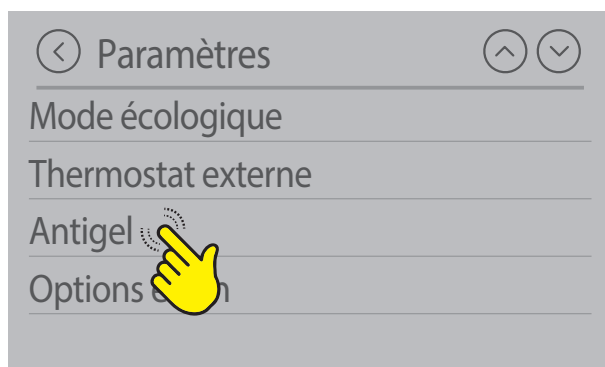 Paramètres
Mode écologique
Thermostat externe
Antigel
Options